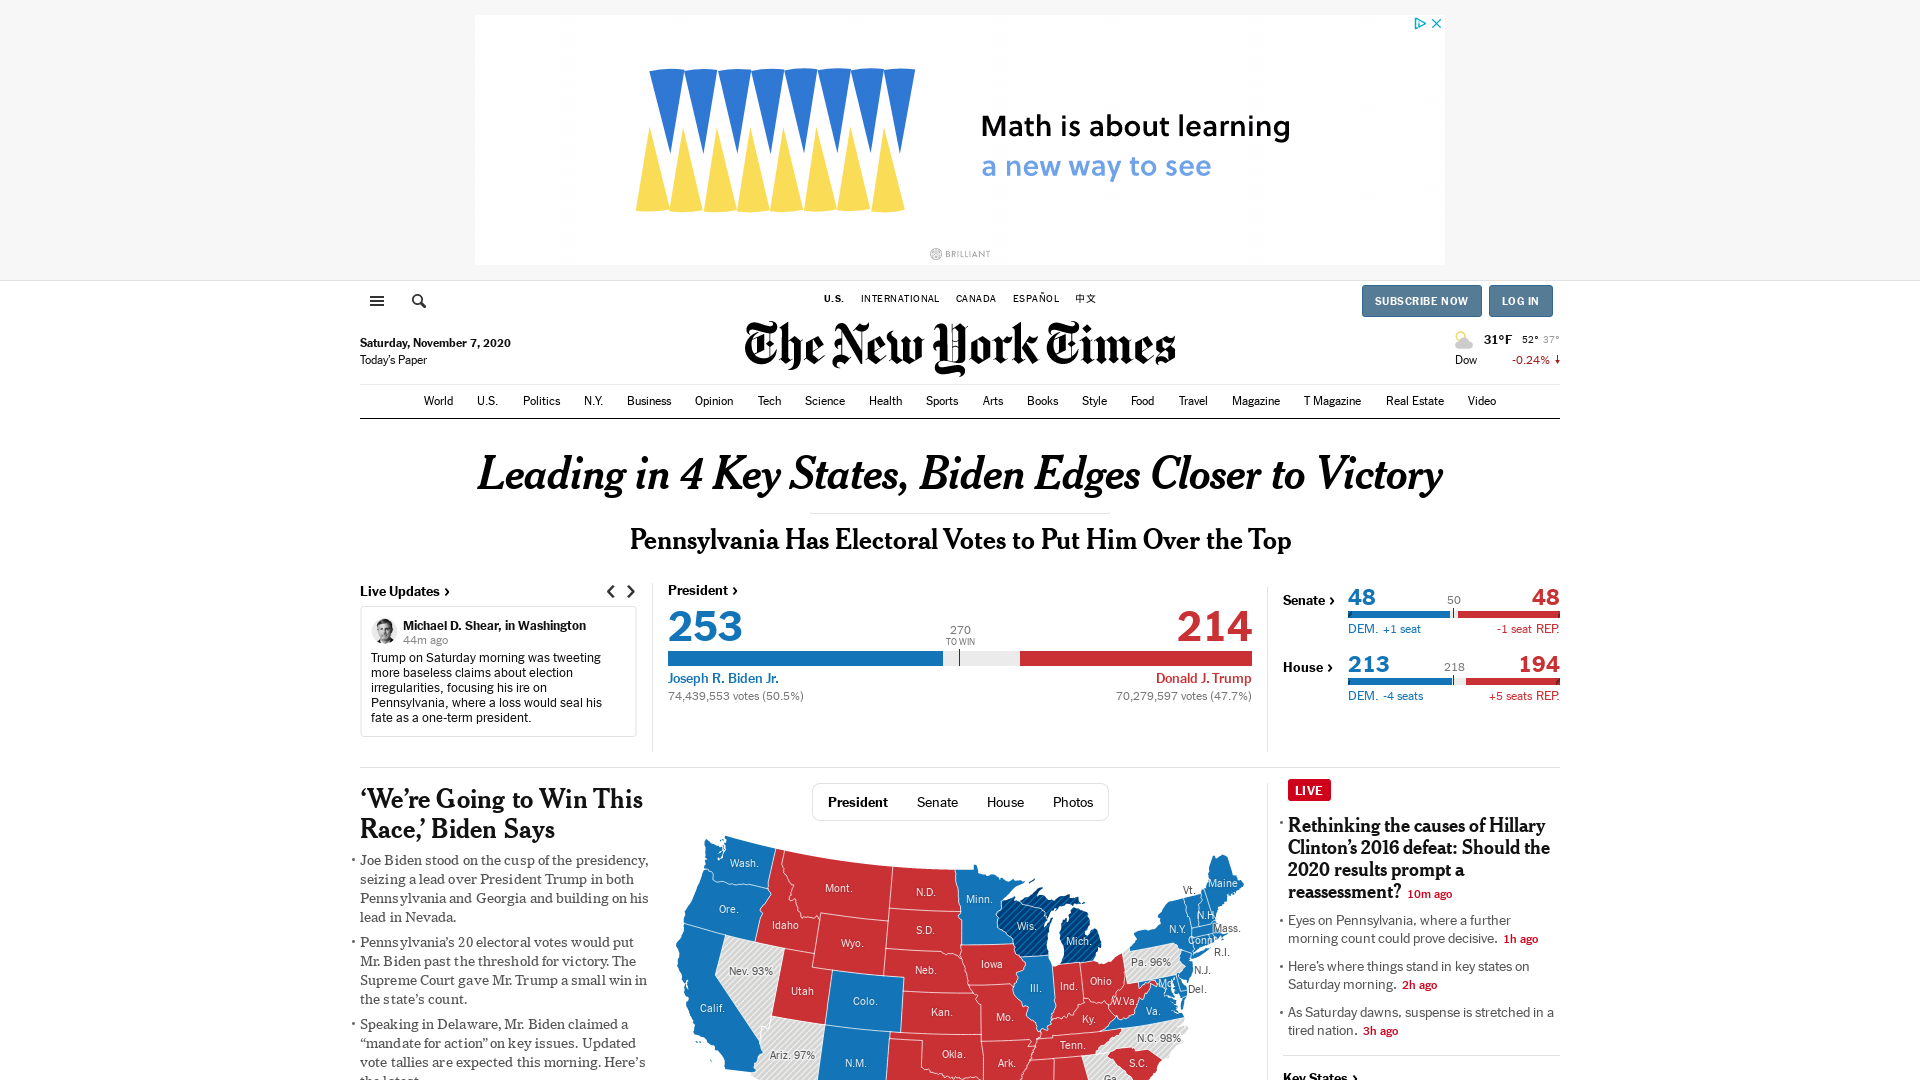 Math is about learning
a new way to see
BRILLIANT
U.S. INTERNATIONAL CANADA ESPAÑOL 中文
SUBSCRIBE NOW LOG IN
The New York Times
Saturday, November 7, 2020
Today's Paper
31°F 52° 37°
Dow -0.24%
World U.S. Politics N.Y. Business Opinion Tech Science Health Sports Arts Books Style Food Travel Magazine T Magazine Real Estate Video
Leading in 4 Key States, Biden Edges Closer to Victory
Pennsylvania Has Electoral Votes to Put Him Over the Top
Live Updates ›
Michael D. Shear, in Washington
44m ago
Trump on Saturday morning was tweeting
more baseless claims about election
irregularities, focusing his ire on
Pennsylvania, where a loss would seal his
fate as a one-term president.
President ›
253 214
270
TO WIN
Joseph R. Biden Jr. Donald J. Trump
74,439,553 votes (50.5%) 70,279,597 votes (47.7%)
Senate › 48 50 48
DEM. +1 seat -1 seat REP.
House › 213 218 194
DEM. -4 seats +5 seats REP.
‘We’re Going to Win This
Race,’ Biden Says
• Joe Biden stood on the cusp of the presidency,
seizing a lead over President Trump in both
Pennsylvania and Georgia and building on his
lead in Nevada.
• Pennsylvania’s 20 electoral votes would put
Mr. Biden past the threshold for victory. The
Supreme Court gave Mr. Trump a small win in
the state’s count.
• Speaking in Delaware, Mr. Biden claimed a
“mandate for action” on key issues. Updated
vote tallies are expected this morning. Here’s
the latest.
President Senate House Photos
Wash.
Mont.
N.D.
Minn.
Maine
Vt.
Ore.
Idaho
S.D.
Wis.
N.H.
Mass.
N.Y.
Wyo.
Mich.
Conn.
R.I.
Nev. 93%
Neb.
Iowa
Pa. 96%
N.J.
Utah
Colo.
Ill.
Ind.
Ohio
Md.
Del.
W.Va.
Calif.
Kan.
Mo.
Ky.
Va.
Ariz. 97%
N.M.
Okla.
Ark.
Tenn.
N.C. 98%
S.C.
Ga.
LIVE
• Rethinking the causes of Hillary
Clinton’s 2016 defeat: Should the
2020 results prompt a
reassessment? 10m ago
• Eyes on Pennsylvania, where a further
morning count could prove decisive. 1h ago
• Here’s where things stand in key states on
Saturday morning. 2h ago
• As Saturday dawns, suspense is stretched in a
tired nation. 3h ago
Key States ›